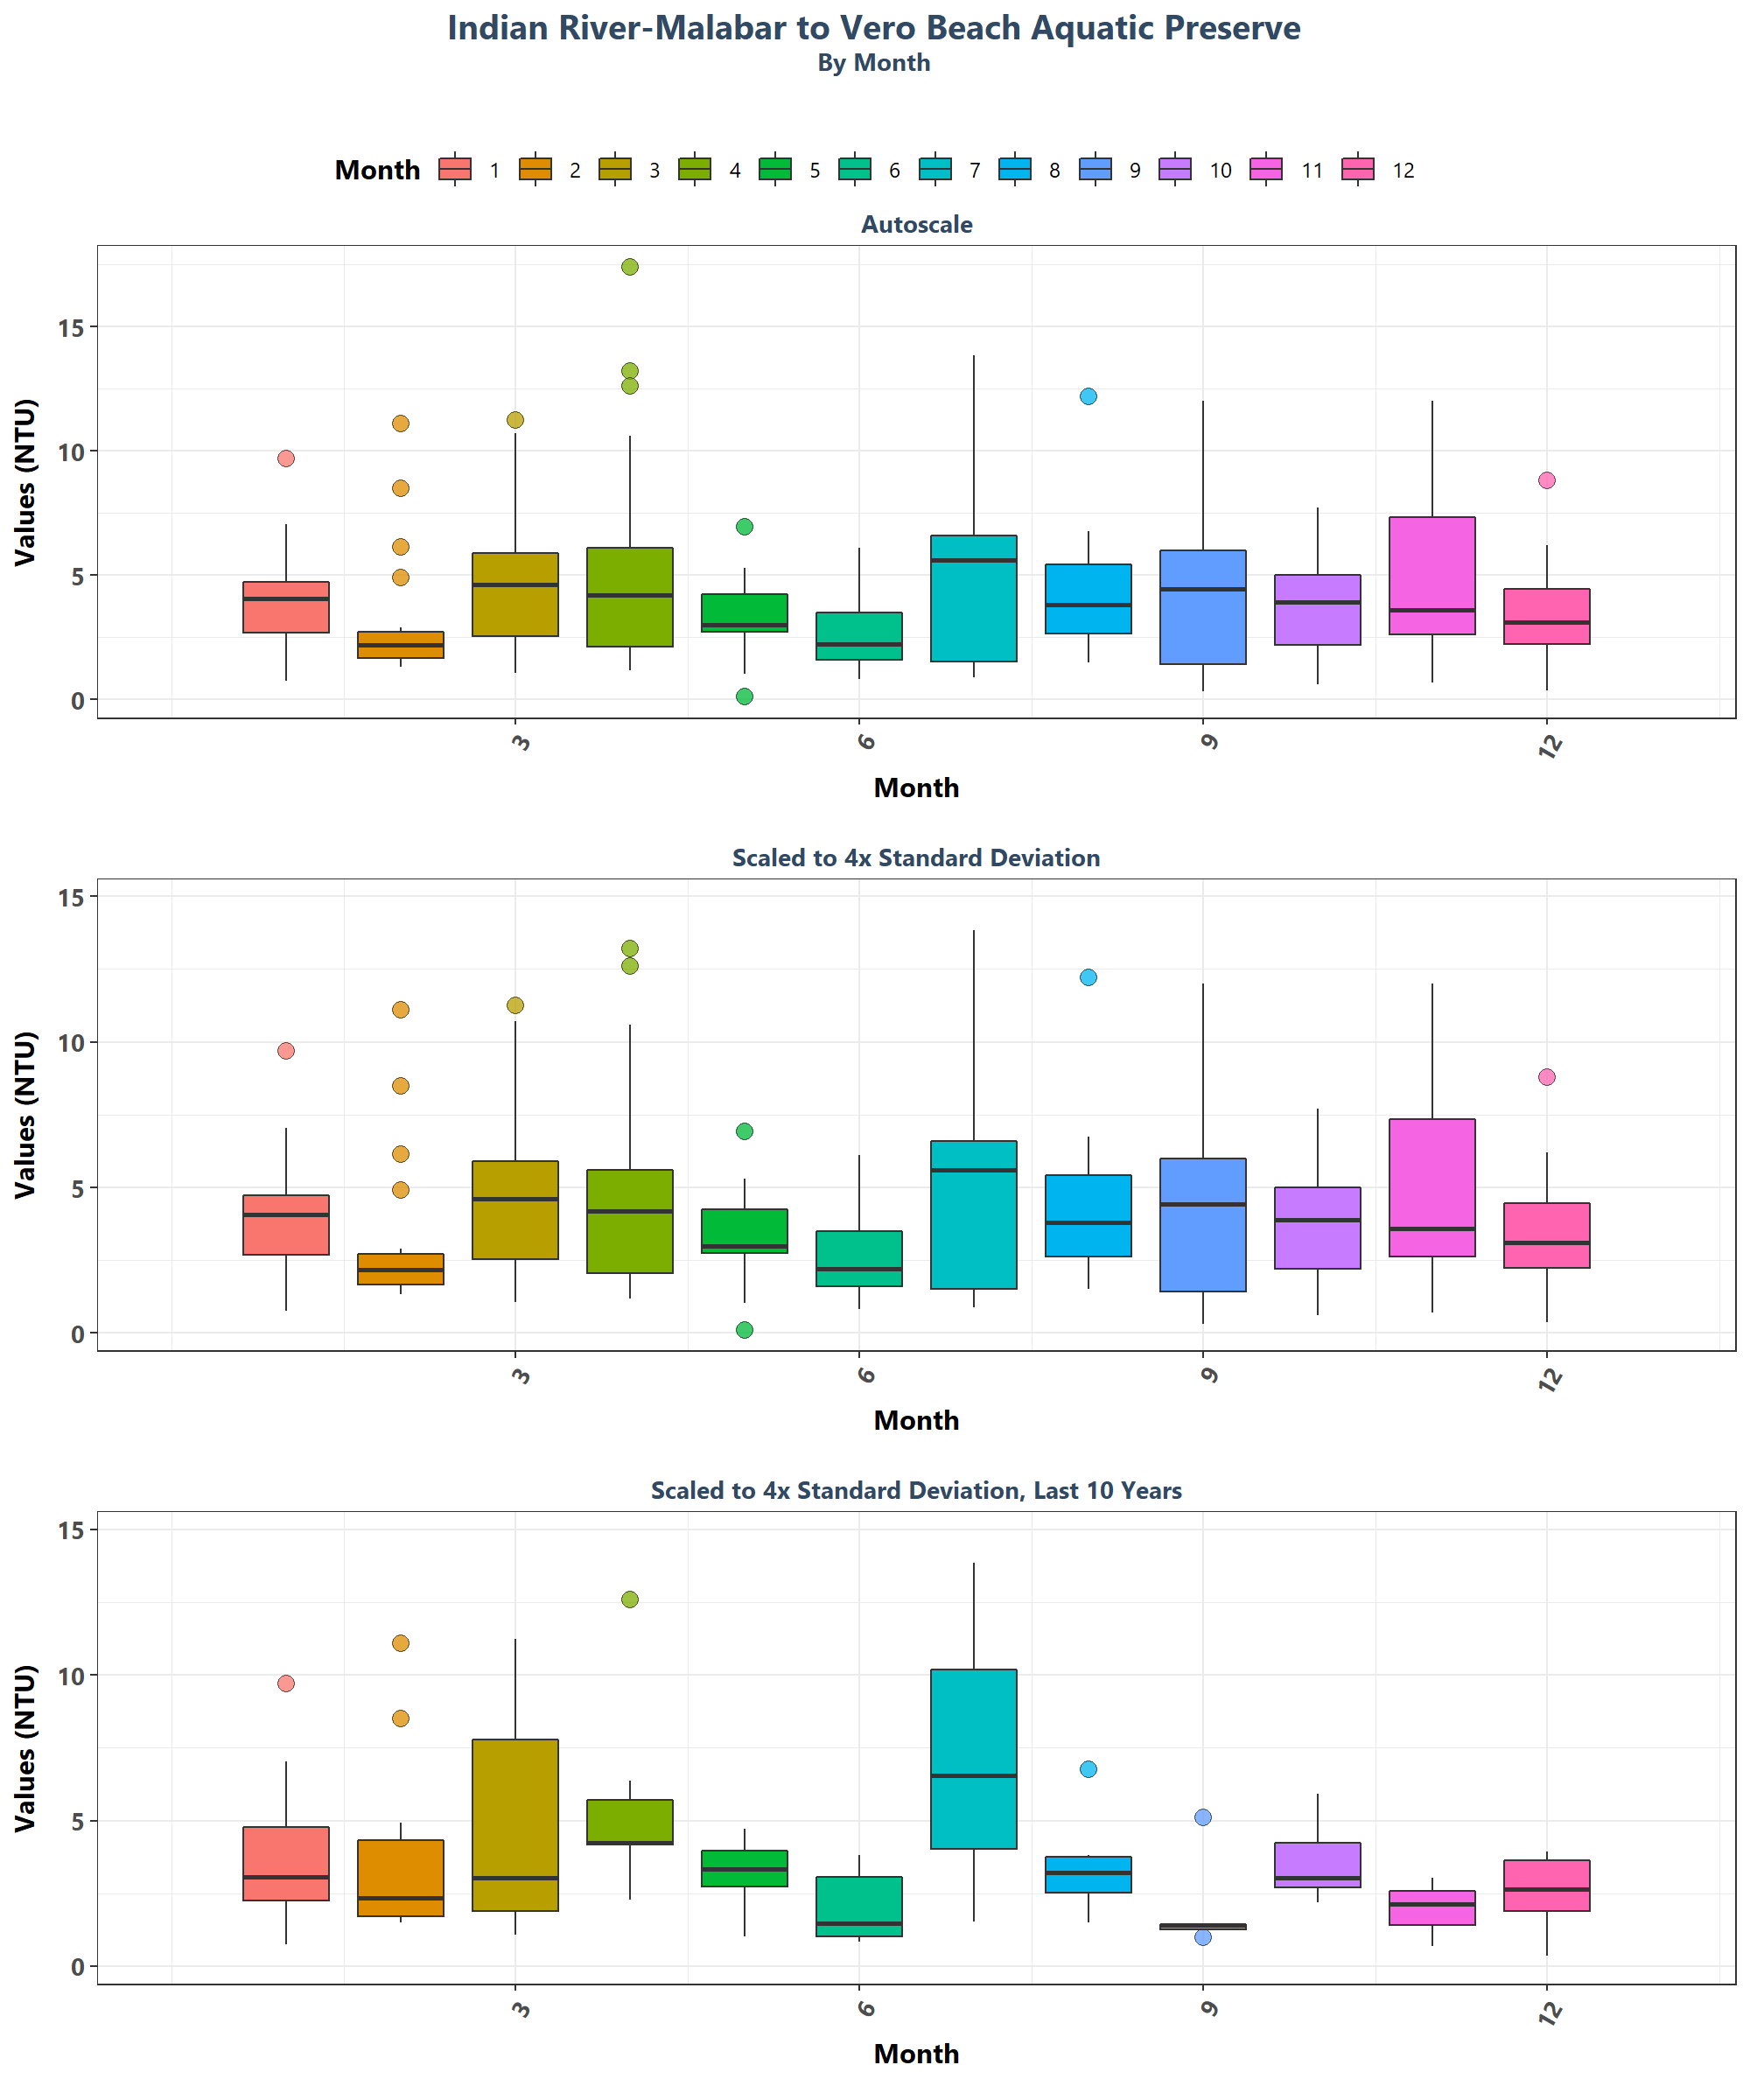 Indian River-Malabar to Vero Beach Aquatic Preserve
By Month
Month 1 2 3 4 5 6 7 8 9 10 11 12
Autoscale
Values (NTU)
15
10
5
0
3 6 9 12
Month
Scaled to 4x Standard Deviation
Values (NTU)
15
10
5
0
3 6 9 12
Month
Scaled to 4x Standard Deviation, Last 10 Years
Values (NTU)
15
10
5
0
3 6 9 12
Month